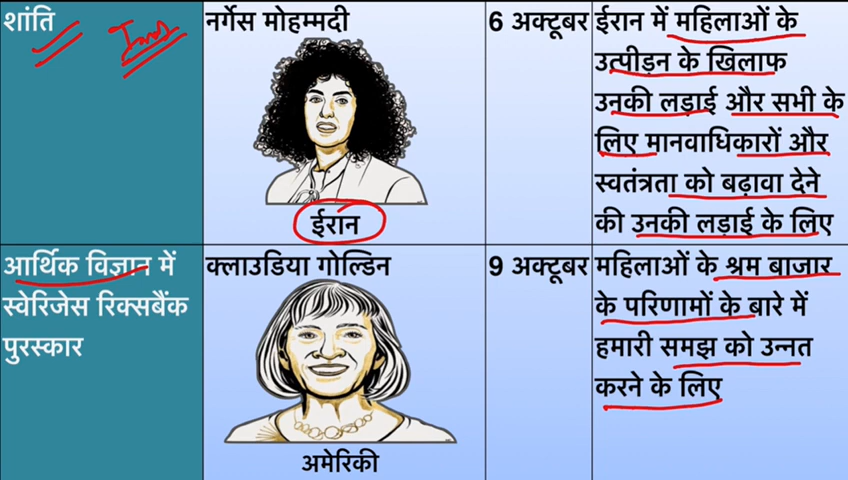 शांति
नर्गेस मोहम्मदी
ईरान
6 अक्टूबर
ईरान में महिलाओं के
उत्पीड़न के खिलाफ
उनकी लड़ाई और सभी के
लिए मानवाधिकारों और
स्वतंत्रता को बढ़ावा देने
की उनकी लड़ाई के लिए
आर्थिक विज्ञान में
स्वेरिजेस रिक्सबैंक
पुरस्कार
क्लाउडिया गोल्डिन
अमेरिकी
9 अक्टूबर
महिलाओं के श्रम बाजार
के परिणामों के बारे में
हमारी समझ को उन्नत
करने के लिए